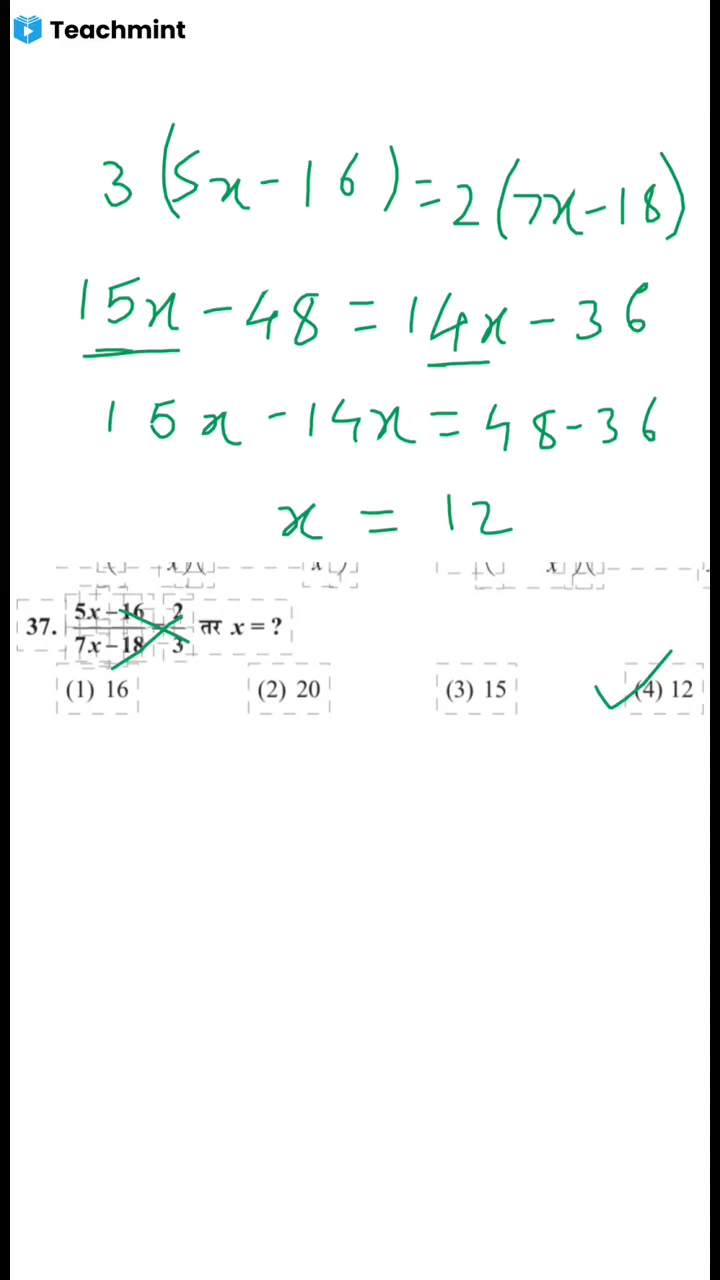 Teachmint
3(5x-16)=2(7x-18)
15x-48=14x-36
15x-14x=48-36
x=12
37. 5x-16/7x-18 = 2/3 तर x = ?
(1) 16 (2) 20 (3) 15 (4) 12